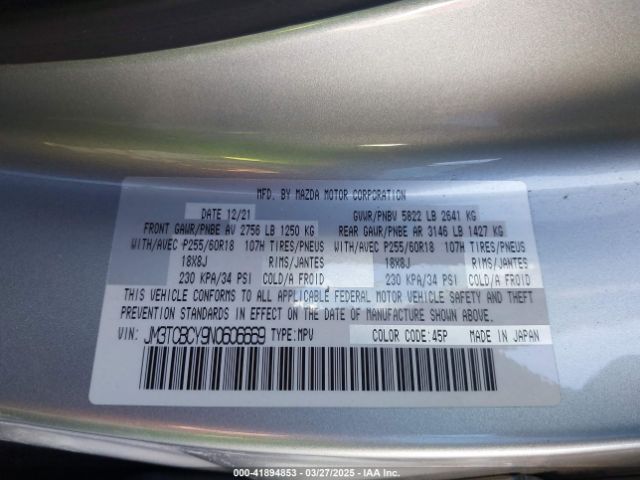 MFD. BY MAZDA MOTOR CORPORATION
DATE 12/21 GVWR/PNBV 5822 LB 2641 KG
FRONT GAWR/PNBE AV 2756 LB 1250 KG REAR GAWR/PNBE AR 3146 LB 1427 KG
WITH/AVEC P255/60R18 107H TIRES/PNEUS WITH/AVEC P255/60R18 107H TIRES/PNEUS
18X8J RIMS/JANTES 18X8J RIMS/JANTES
230 KPA/34 PSI COLD/A FROID 230 KPA/34 PSI COLD/A FROID
THIS VEHICLE CONFORMS TO ALL APPLICABLE FEDERAL MOTOR VEHICLE SAFETY AND THEFT
PREVENTION STANDARDS IN EFFECT ON THE DATE OF MANUFACTURE SHOWN ABOVE.
VIN: JM3TCBCY9N0606669 TYPE:MPV COLOR CODE:45P MADE IN JAPAN
000-41894853 - 03/27/2025 - IAA Inc.